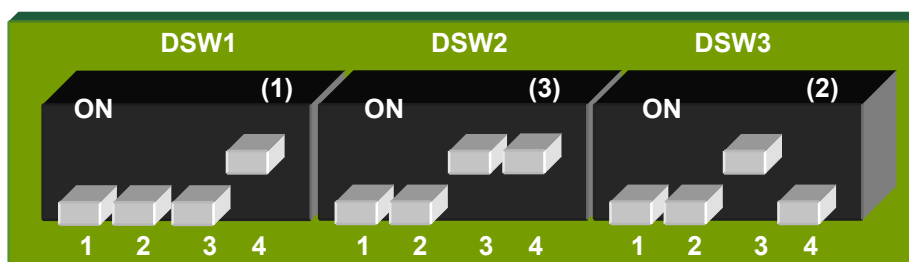 DSW1 DSW2 DSW3
(1) (3) (2)
ON ON ON
1 2 3 4 1 2 3 4 1 2 3 4